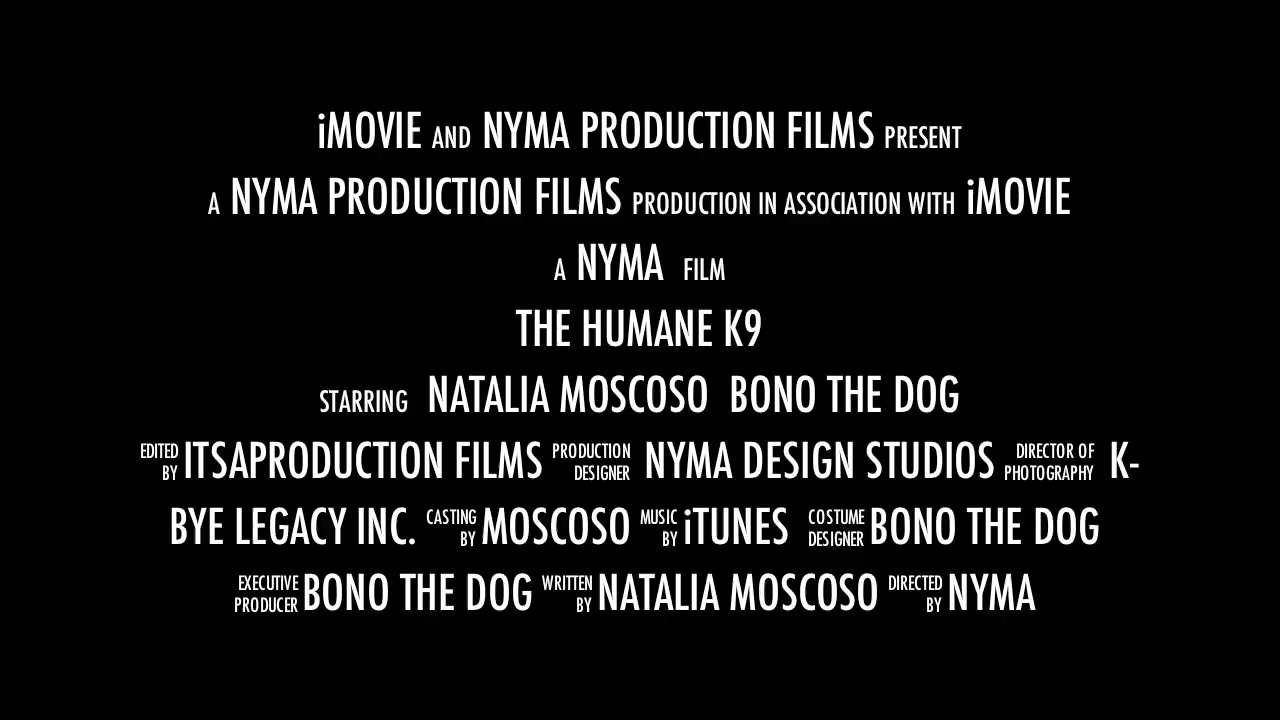 iMOVIE AND NYMA PRODUCTION FILMS PRESENT
A NYMA PRODUCTION FILMS PRODUCTION IN ASSOCIATION WITH iMOVIE
A NYMA FILM
THE HUMANE K9
STARRING NATALIA MOSCOSO BONO THE DOG
EDITED BY ITSAPRODUCTION FILMS PRODUCTION DESIGNER NYMA DESIGN STUDIOS DIRECTOR OF PHOTOGRAPHY K-
BYE LEGACY INC. CASTING BY MOSCOSO MUSIC BY iTUNES COSTUME DESIGNER BONO THE DOG
EXECUTIVE PRODUCER BONO THE DOG WRITTEN BY NATALIA MOSCOSO DIRECTED BY NYMA